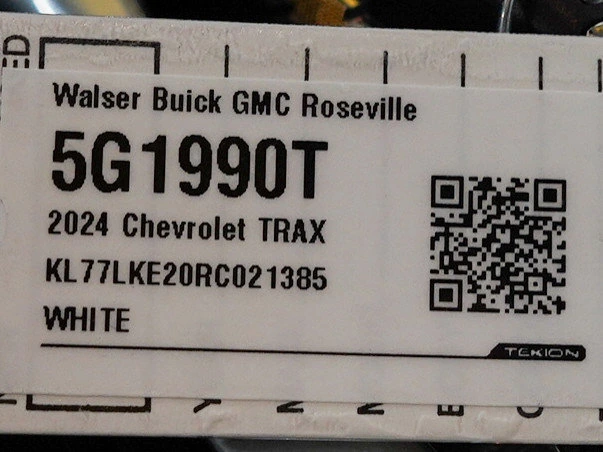 Walser Buick GMC Roseville
5G1990T
2024 Chevrolet TRAX
KL77LKE20RC021385
WHITE
TEKION